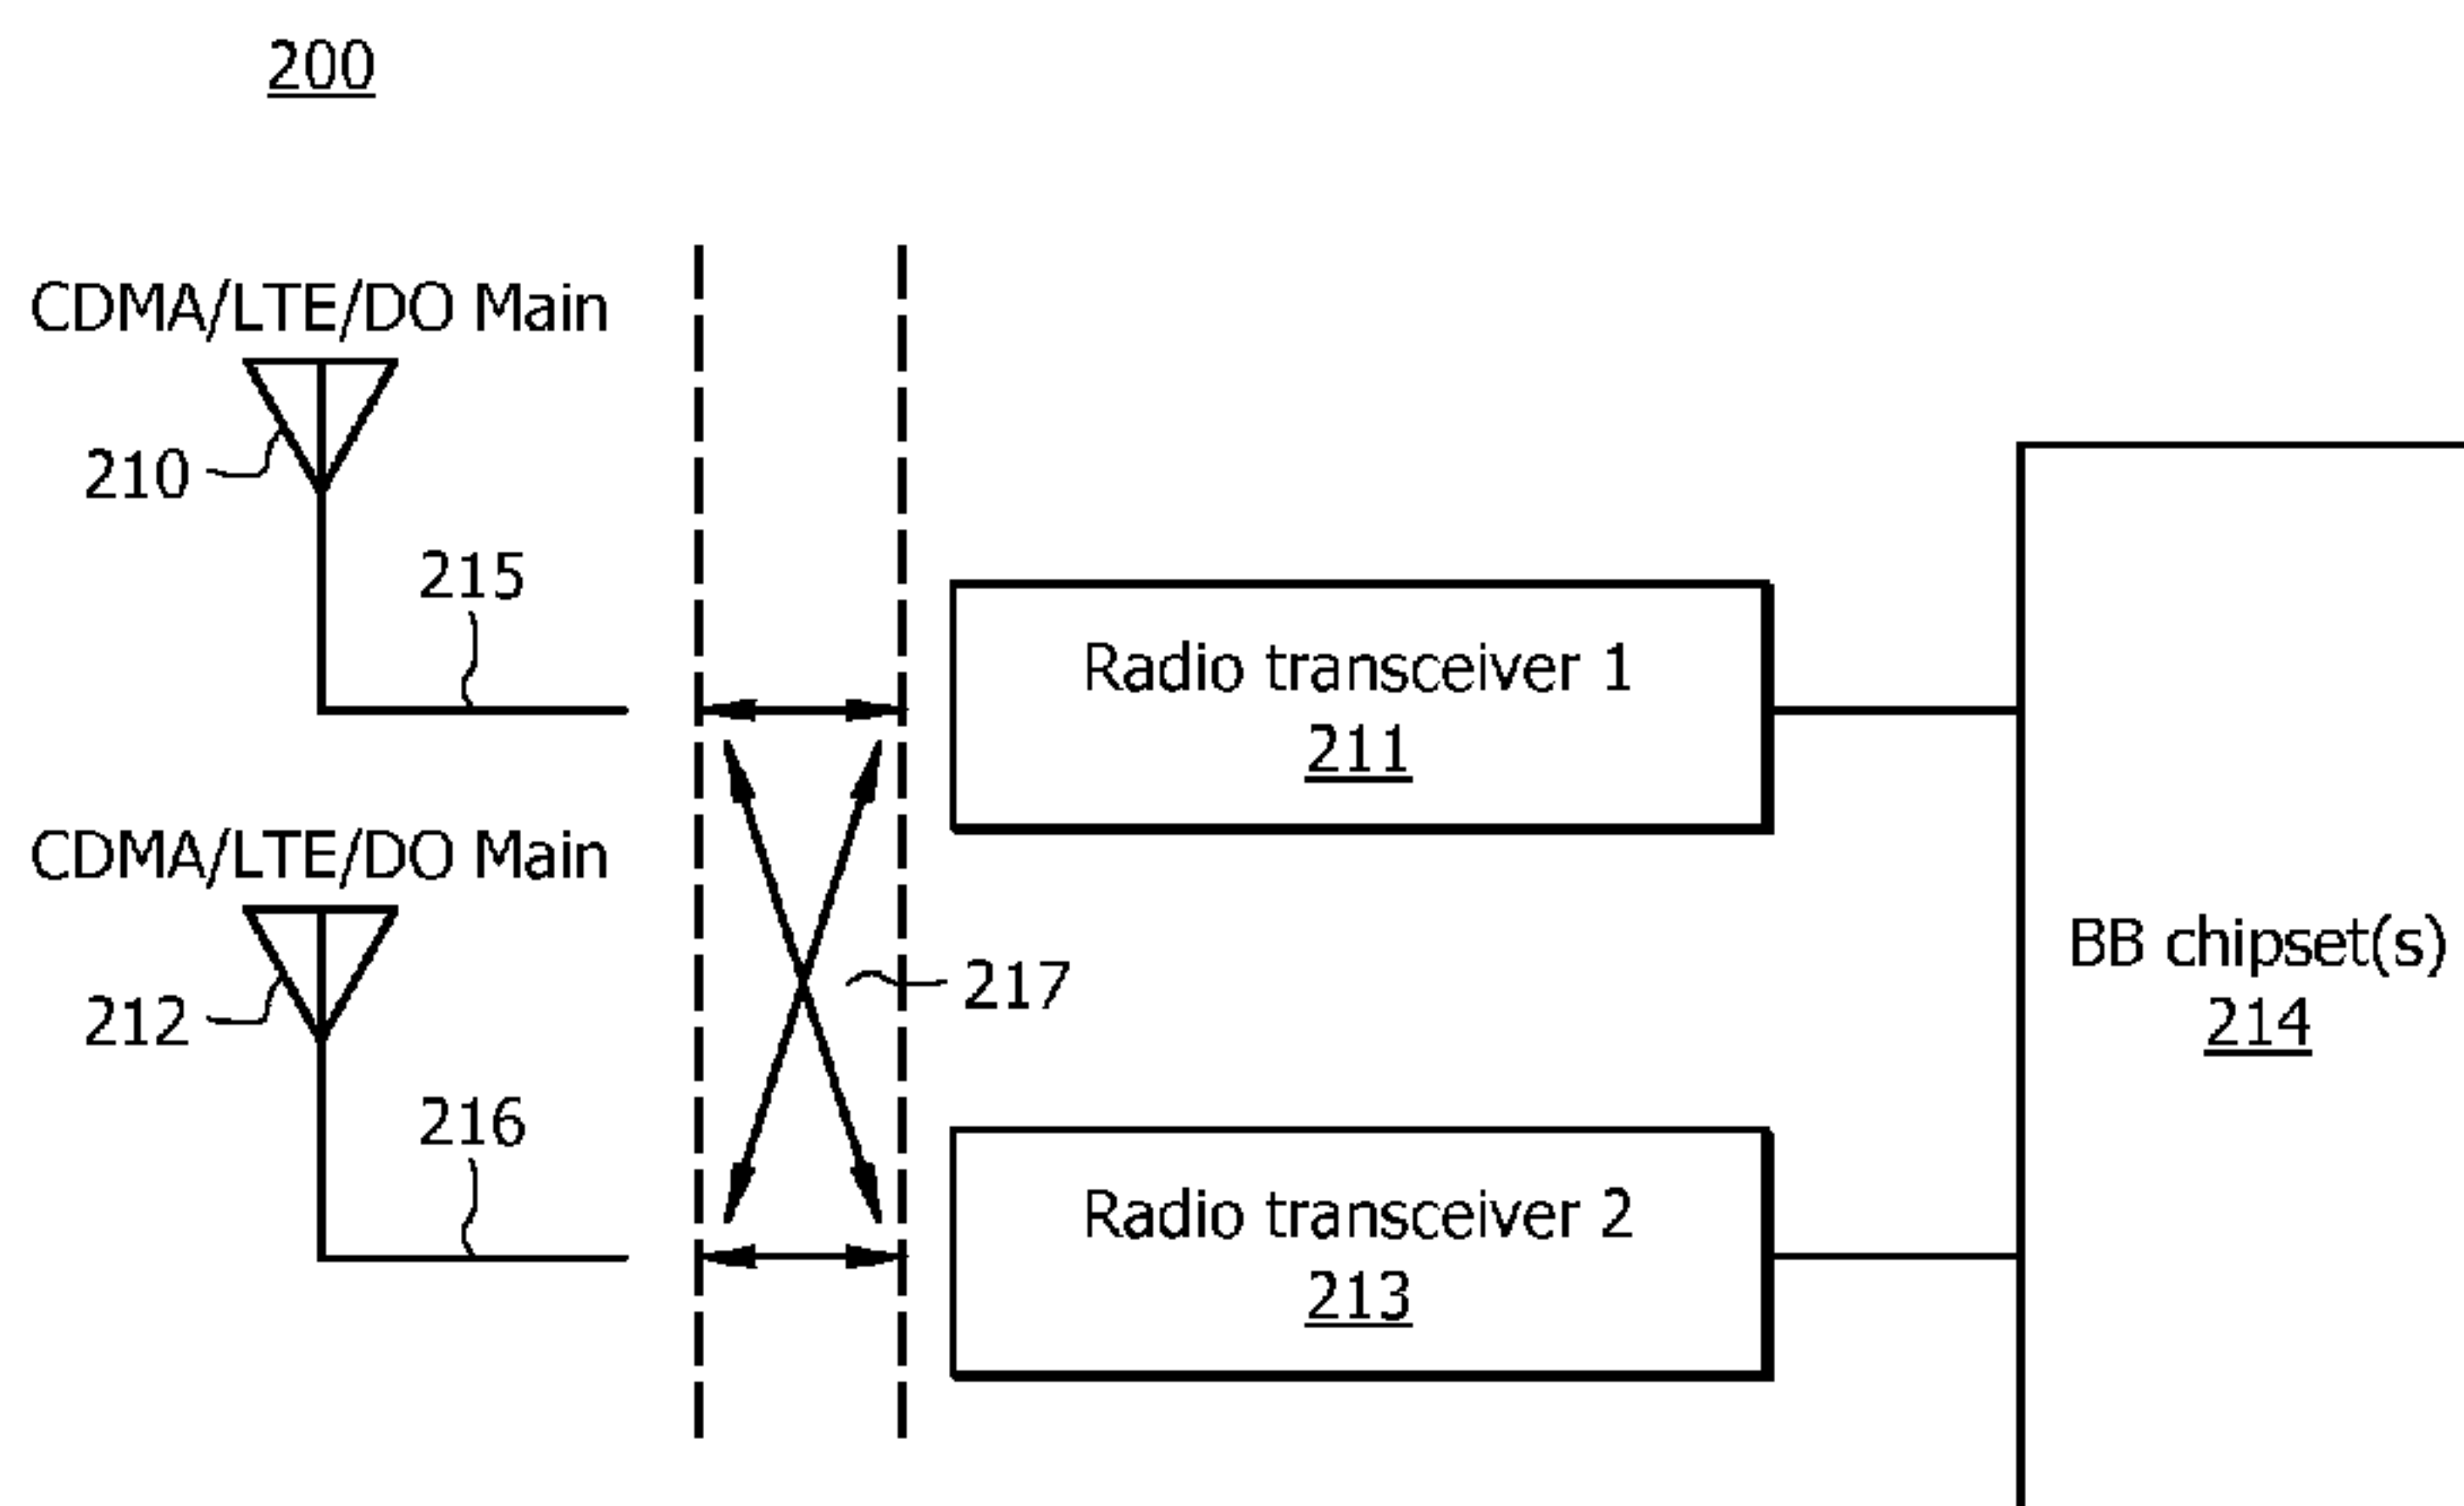 200
CDMA/LTE/DO Main
210
215
Radio transceiver 1
211
CDMA/LTE/DO Main
212
217
BB chipset(s)
214
216
Radio transceiver 2
213